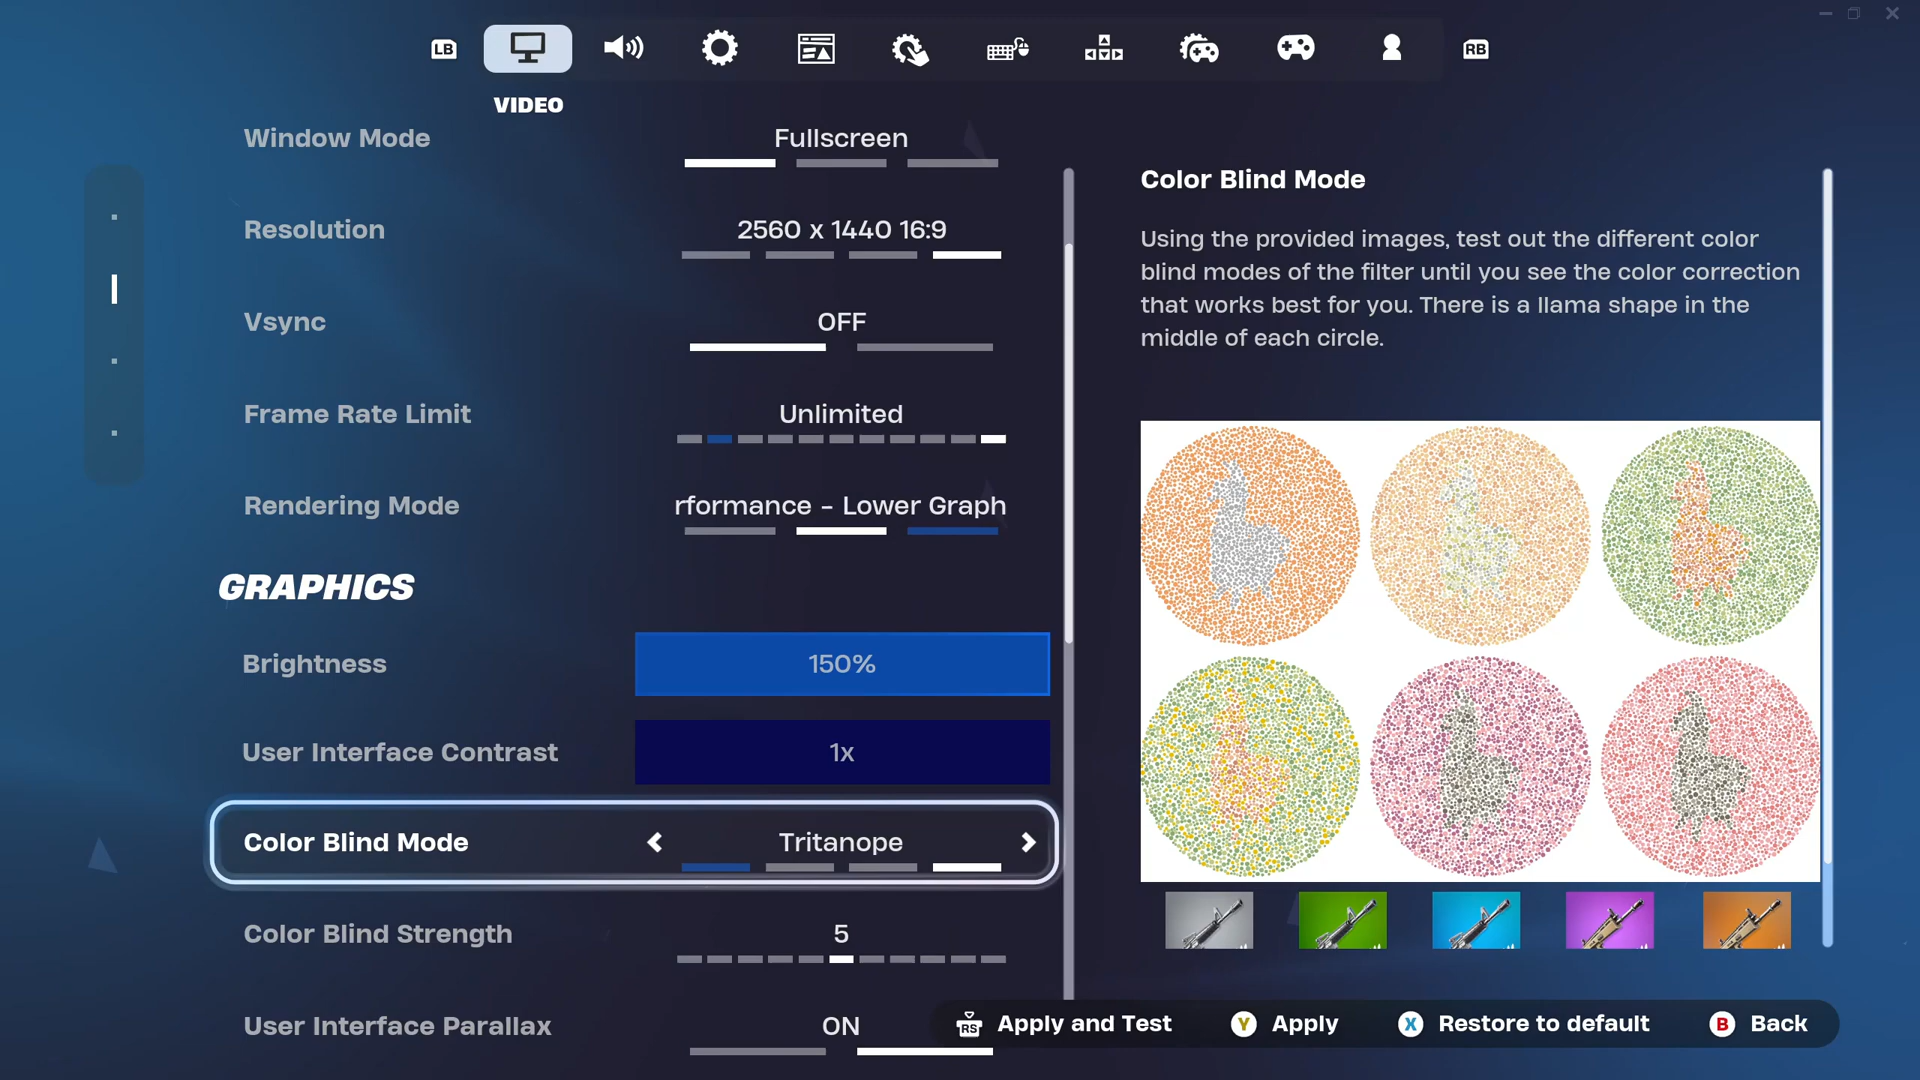 LB
RB
VIDEO
Window Mode
Fullscreen
Resolution
2560 x 1440 16:9
Vsync
OFF
Frame Rate Limit
Unlimited
Rendering Mode
rformance - Lower Graph
GRAPHICS
Brightness
150%
User Interface Contrast
1x
Color Blind Mode
Tritanope
Color Blind Strength
5
User Interface Parallax
ON
Color Blind Mode
Using the provided images, test out the different color
blind modes of the filter until you see the color correction
that works best for you. There is a llama shape in the
middle of each circle.
RS Apply and Test
Y Apply
X Restore to default
B Back